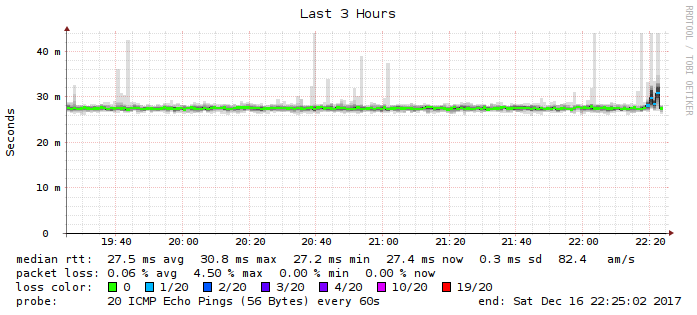 Last 3 Hours
RRDTOOL / TOBI OETIKER
Seconds
40 m
30 m
20 m
10 m
0
19:40 20:00 20:20 20:40 21:00 21:20 21:40 22:00 22:20
median rtt: 27.5 ms avg 30.8 ms max 27.2 ms min 27.4 ms now 0.3 ms sd 82.4 am/s
packet loss: 0.06 % avg 4.50 % max 0.00 % min 0.00 % now
loss color: 0 1/20 2/20 3/20 4/20 10/20 19/20
probe: 20 ICMP Echo Pings (56 Bytes) every 60s end: Sat Dec 16 22:25:02 2017